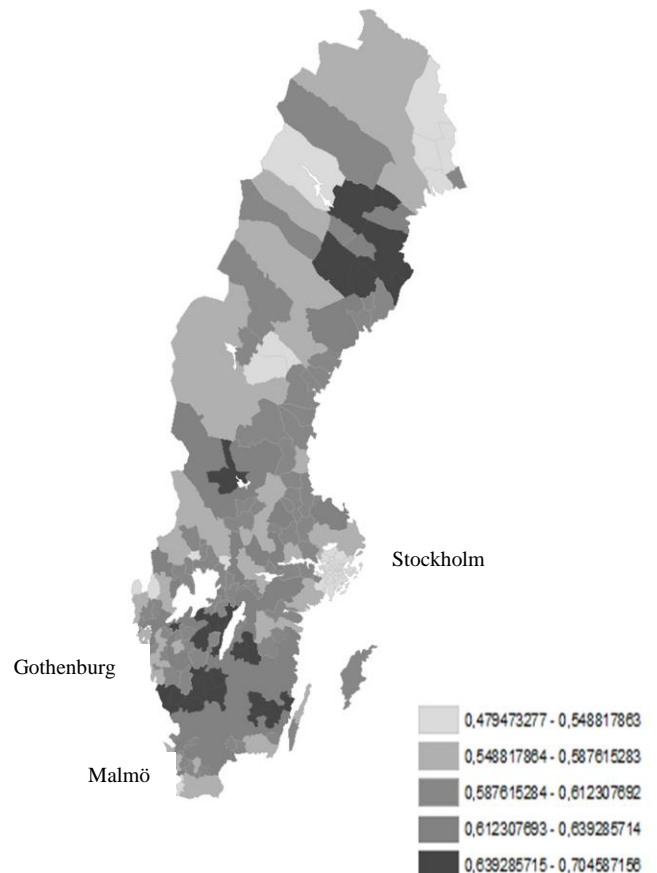 Stockholm
Gothenburg
Malmö
0,479473277 - 0,548817863
0,548817864 - 0,587615283
0,587615284 - 0,612307692
0,612307693 - 0,639285714
0,639285715 - 0,704587156